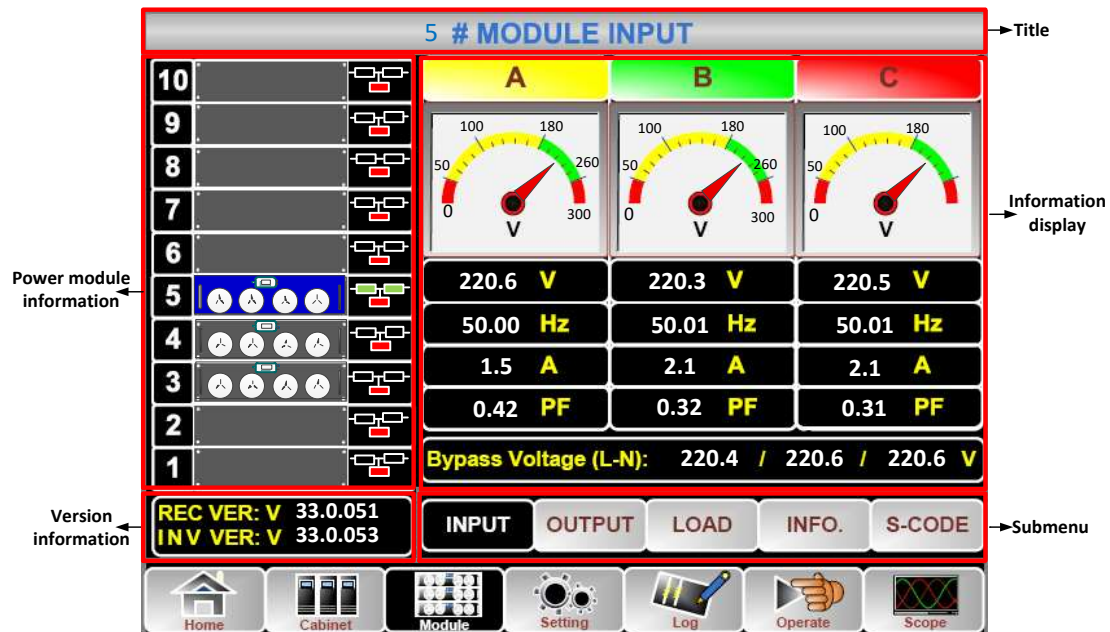 5 # MODULE INPUT
Title
10
9
8
7
6
5
4
3
2
1
Power module
information
A B C
100 180
50 260
0 300
V
100 180
50 260
0 300
V
100 180
50
0
V
Information
display
220.6 V 220.3 V 220.5 V
50.00 Hz 50.01 Hz 50.01 Hz
1.5 A 2.1 A 2.1 A
0.42 PF 0.32 PF 0.31 PF
Bypass Voltage (L-N): 220.4 / 220.6 / 220.6 V
Version
information
REC VER: V 33.0.051
INV VER: V 33.0.053
INPUT OUTPUT LOAD INFO. S-CODE
Submenu
Home Cabinet Module Setting Log Operate Scope